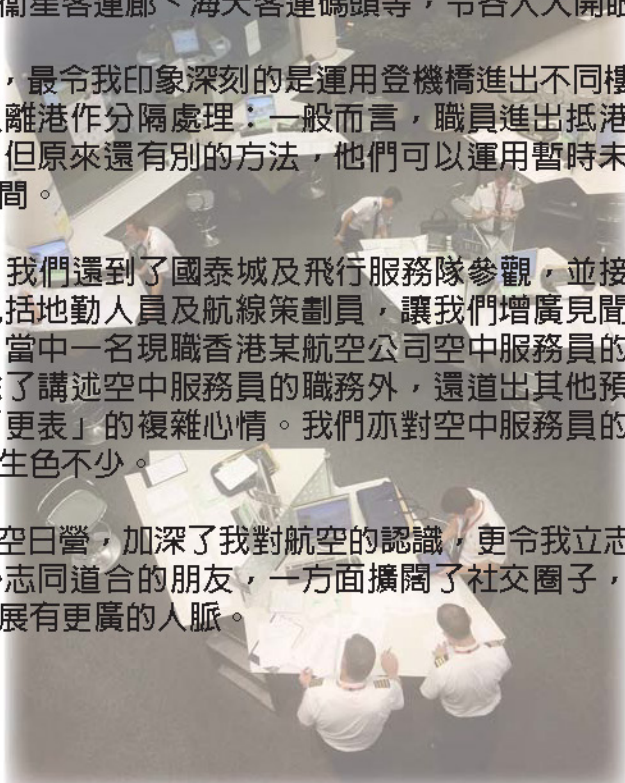 衞星客運廊、海天客運碼頭等,令各人大開眼
,最令我印象深刻的是運用登機橋進出不同樓
離港作分隔處理:一般而言,職員進出抵港
但原來還有別的方法,他們可以運用暫時未
間。
我們還到了國泰城及飛行服務隊參觀,並接
括地勤人員及航線策劃員,讓我們增廣見聞
當中一名現職香港某航空公司空中服務員的
了講述空中服務員的職務外,還道出其他預
更表」的複雜心情。我們亦對空中服務員的
生色不少。
空日營,加深了我對航空的認識,更令我立志
志同道合的朋友,一方面擴闊了社交圈子,
展有更廣的人脈。